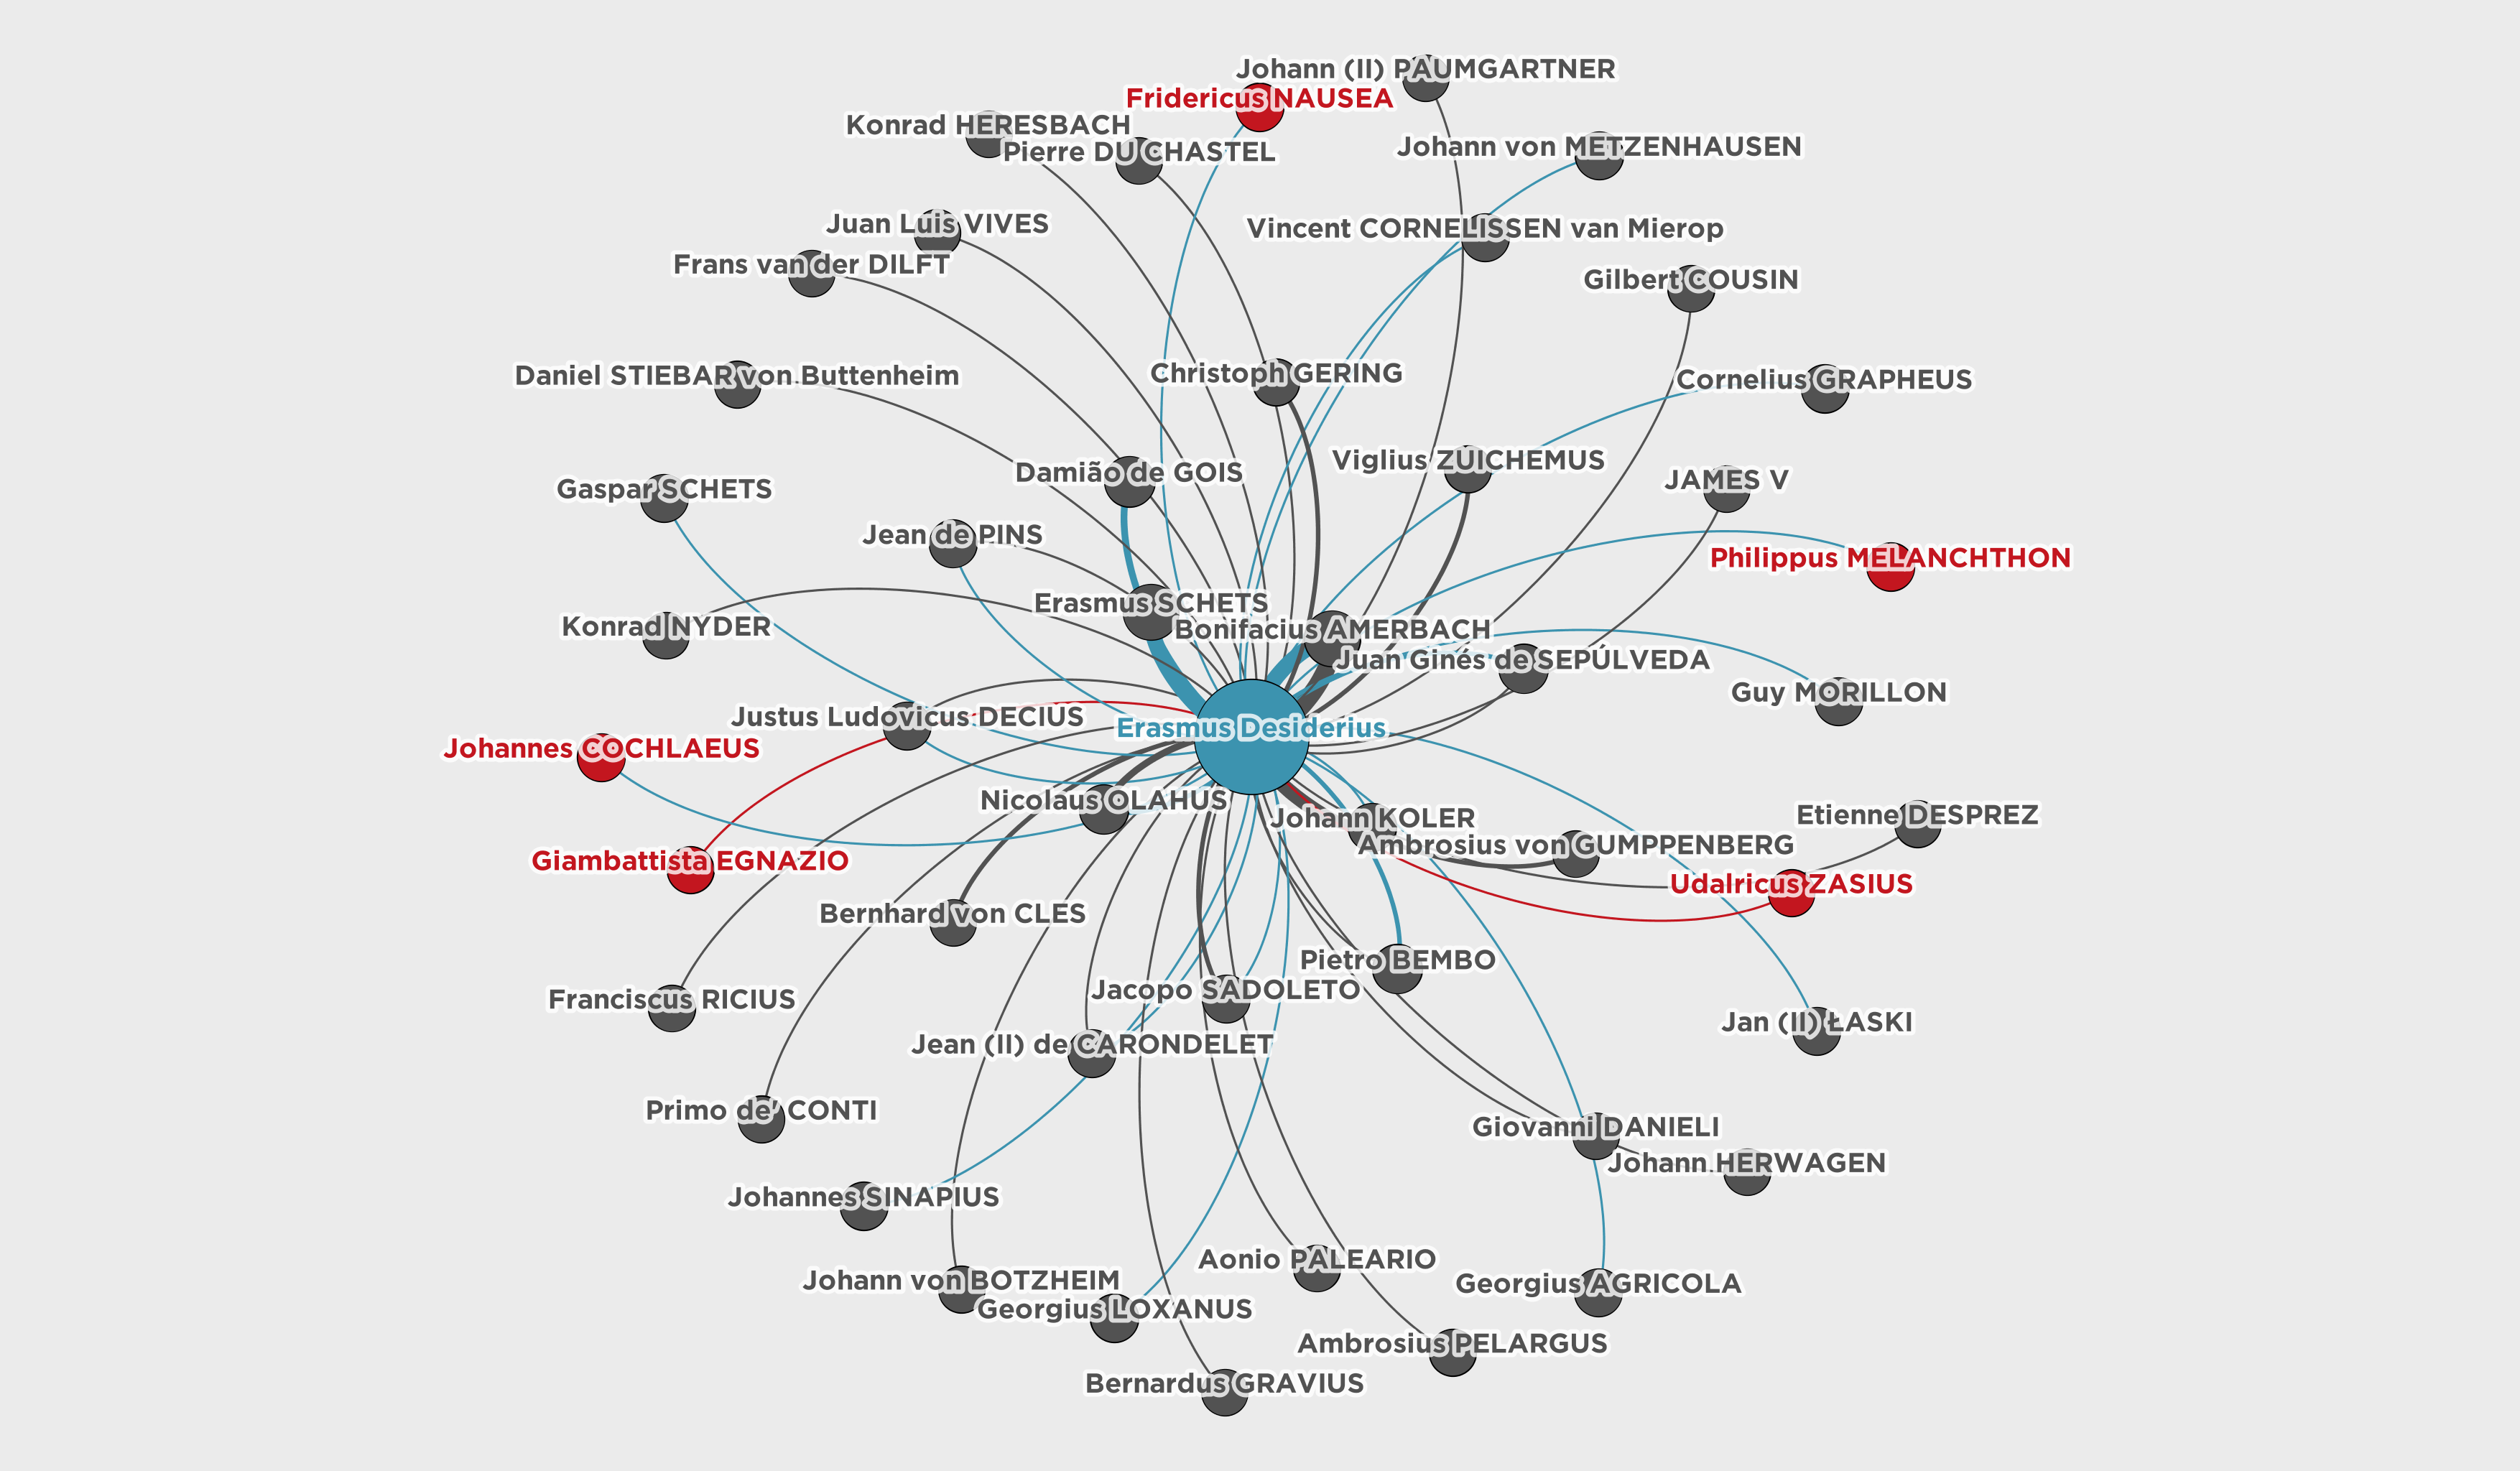 Johann (II) PAUMGARTNER
Fridericus NAUSEA
Konrad HERESBACH
Pierre DU CHASTEL
Johann von METZENHAUSEN
Juan Luis VIVES
Vincent CORNELISSEN van Mierop
Frans van der DILFT
Gilbert COUSIN
Daniel STIEBAR von Buttenheim
Christoph GERING
Cornelius GRAPHEUS
Damião de GOIS
Viglius ZUICHEMUS
JAMES V
Gaspar SCHETS
Jean de PINS
Philippus MELANCHTHON
Erasmus SCHETS
Konrad NYDER
Bonifacius AMERBACH
Juan Ginés de SEPÚLVEDA
Guy MORILLON
Justus Ludovicus DECIUS
Erasmus Desiderius
Johannes COCHLAEUS
Nicolaus OLAHUS
Johann KOLER
Etienne DESPREZ
Ambrosius von GUMPPENBERG
Giambattista EGNAZIO
Udalricus ZASIUS
Bernhard von CLES
Pietro BEMBO
Jacopo SADOLETO
Franciscus RICIUS
Jan (II) ŁASKI
Jean (II) de CARONDELET
Primo de' CONTI
Giovanni DANIELI
Johann HERWAGEN
Johannes SINAPIUS
Aonio PALEARIO
Johann von BOTZHEIM
Georgius AGRICOLA
Georgius LOXANUS
Ambrosius PELARGUS
Bernardus GRAVIUS